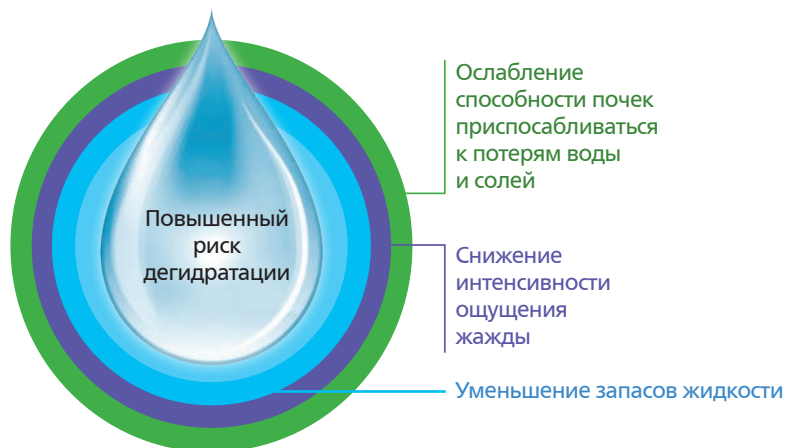 Ослабление
способности почек
приспосабливаться
к потерям воды
и солей
Повышенный
риск
дегидратации
Снижение
интенсивности
ощущения
жажды
Уменьшение запасов жидкости